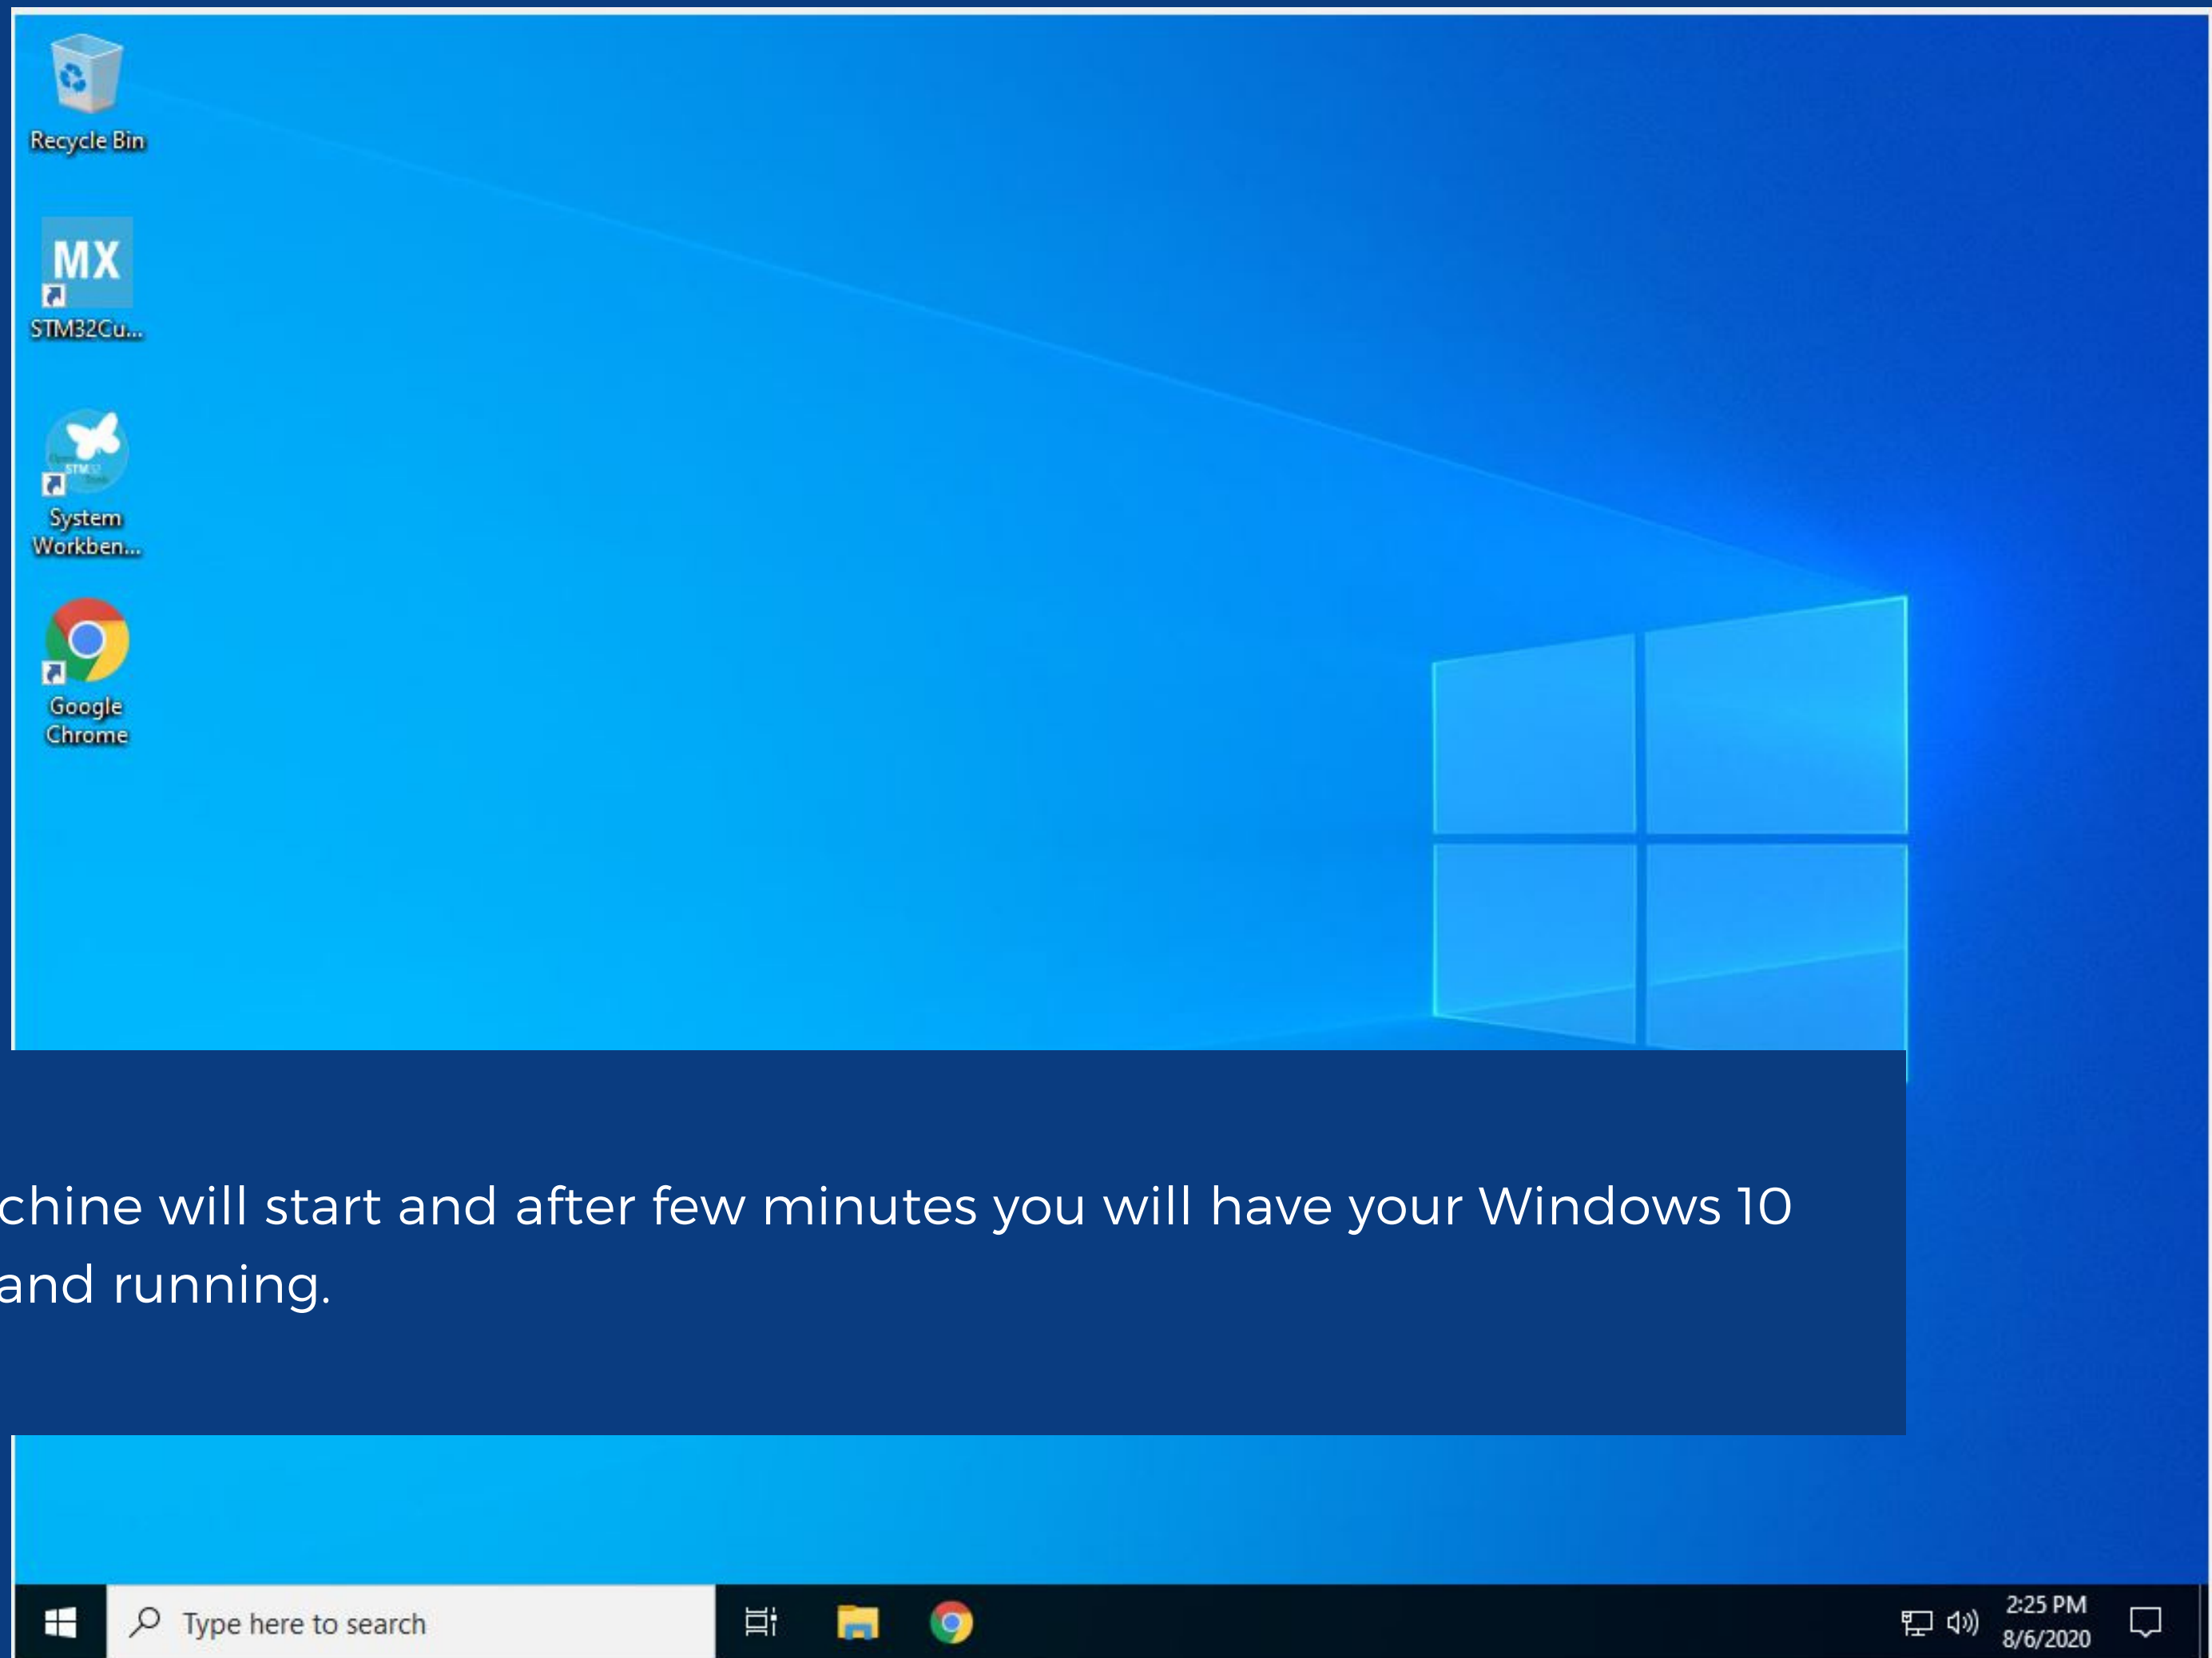 Recycle Bin
MX
STM32Cu...
STM32
System
Workben...
Google
Chrome
chine will start and after few minutes you will have your Windows 10
and running.
Type here to search
2:25 PM
8/6/2020